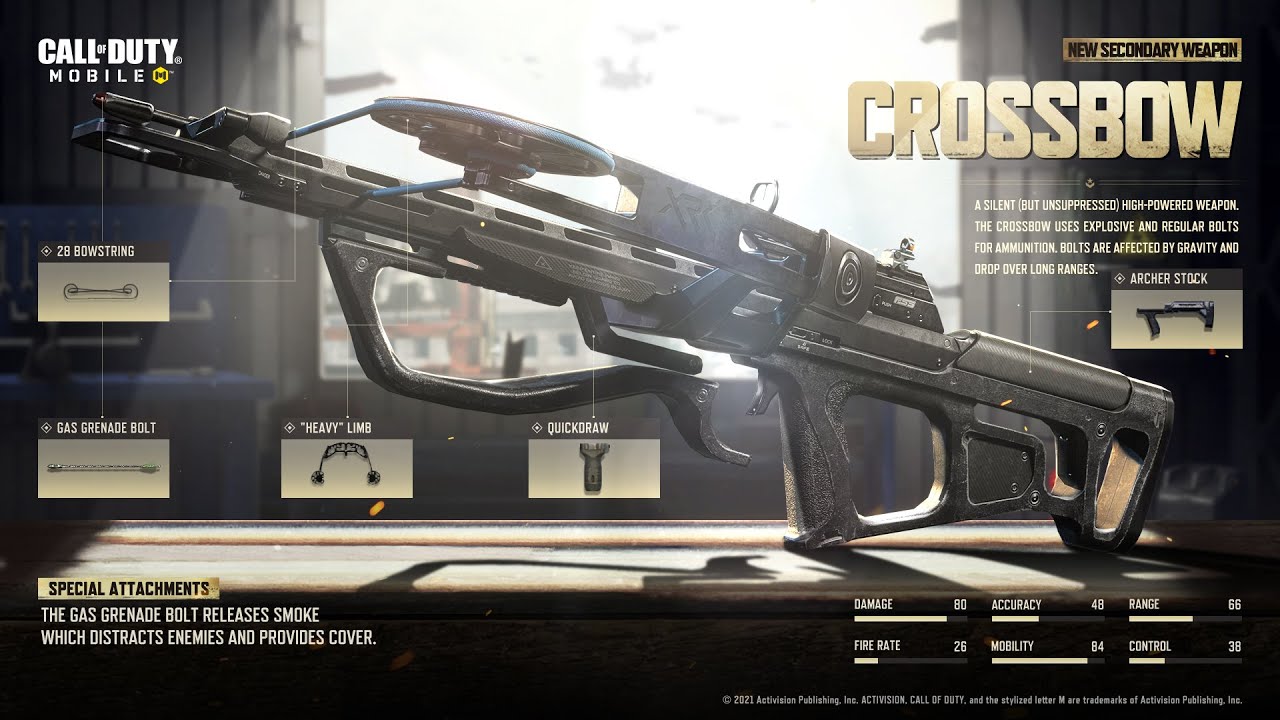 CALL OF DUTY®
MOBILE
NEW SECONDARY WEAPON
CROSSBOW
A SILENT (BUT UNSUPPRESSED) HIGH-POWERED WEAPON.
THE CROSSBOW USES EXPLOSIVE AND REGULAR BOLTS
FOR AMMUNITION. BOLTS ARE AFFECTED BY GRAVITY AND
DROP OVER LONG RANGES.
28 BOWSTRING
ARCHER STOCK
GAS GRENADE BOLT
"HEAVY" LIMB
QUICKDRAW
PUSH
LOCK
SAFE
SPECIAL ATTACHMENTS
THE GAS GRENADE BOLT RELEASES SMOKE
WHICH DISTRACTS ENEMIES AND PROVIDES COVER.
DAMAGE 80 ACCURACY 48 RANGE 66
FIRE RATE 26 MOBILITY 84 CONTROL 38
© 2021 Activision Publishing, Inc. ACTIVISION, CALL OF DUTY, and the stylized letter M are trademarks of Activision Publishing, Inc.